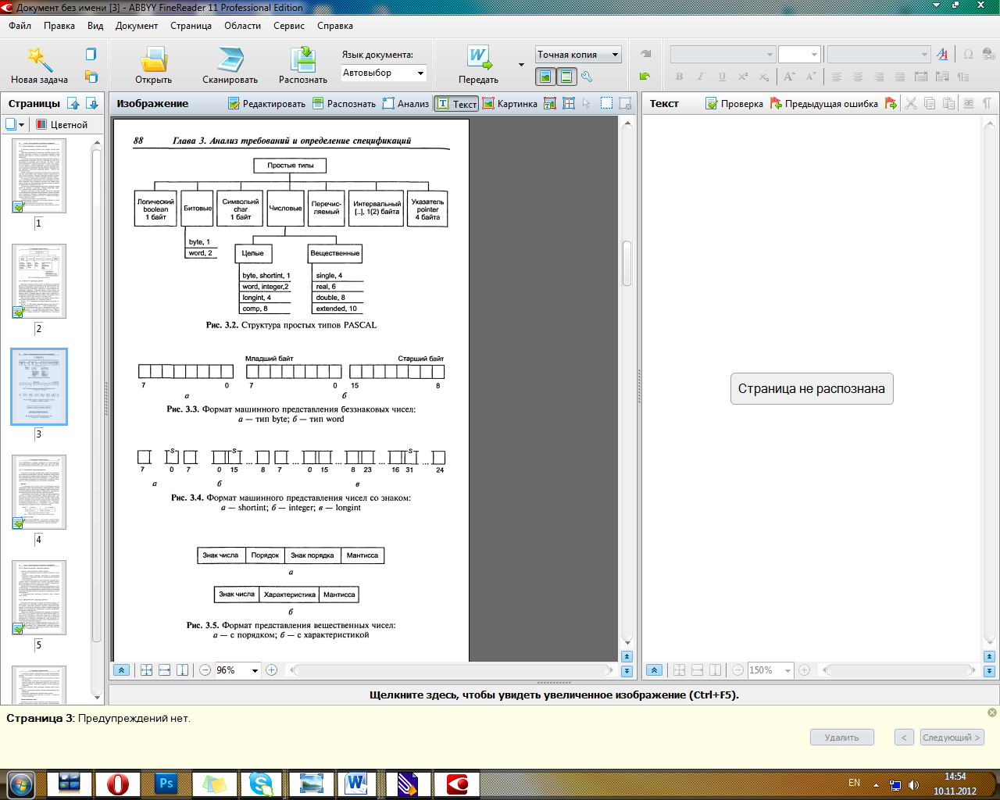 Документ без имени [3] - ABBYY FineReader 11 Professional Edition
Файл Правка Вид Документ Страница Области Сервис Справка
Новая задача
Открыть
Сканировать
Распознать
Язык документа:
Автовыбор
Передать
Точная копия
Страницы
Цветной
1
2
3
4
5
Изображение Редактировать Распознать Анализ Текст Картинка
88 Глава 3. Анализ требований и определение спецификаций
Простые типы
Логический
boolean
1 байт
Битовые
Символьй
char
1 байт
Числовые
Перечис-
ляемый
Интервальный
[..], 1(2) байта
Указатель
pointer
4 байта
byte, 1
word, 2
Целые
Вещественные
byte, shortint, 1
word, integer,2
longint, 4
comp, 8
single, 4
real, 6
double, 8
extended, 10
Рис. 3.2. Структура простых типов PASCAL
Младший байт Старший байт
7 0 7 0 15 8
а б
Рис. 3.3. Формат машинного представления беззнаковых чисел:
а — тип byte; б — тип word
S S S
... ... ... ... ...
7 0 7 0 15 8 7 0 15 8 23 16 31 24
а б в
Рис. 3.4. Формат машинного представления чисел со знаком:
а — shortint; б — integer; в — longint
Знак числа Порядок Знак порядка Мантисса
а
Знак числа Характеристика Мантисса
б
Рис. 3.5. Формат представления вещественных чисел:
а — с порядком; б — с характеристикой
96%
Текст Проверка Предыдущая ошибка
Страница не распознана
150%
Щелкните здесь, чтобы увидеть увеличенное изображение (Ctrl+F5).
Страница 3: Предупреждений нет.
Удалить < Следующий >
Ps
EN
14:54
10.11.2012